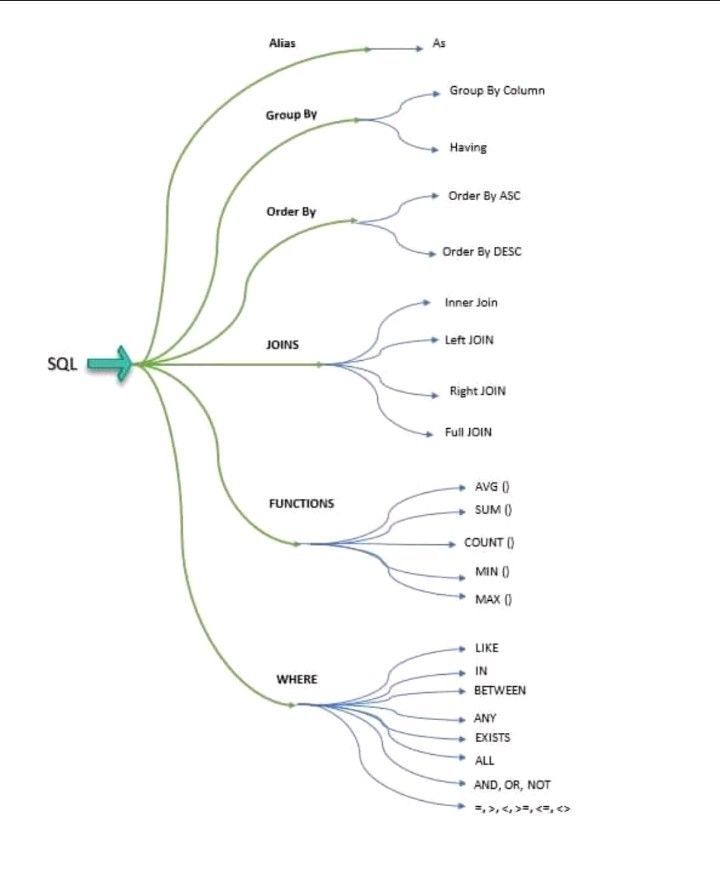 Alias
As
Group By
Group By Column
Having
Order By
Order By ASC
Order By DESC
SQL
JOINS
Inner Join
Left JOIN
Right JOIN
Full JOIN
FUNCTIONS
AVG ()
SUM ()
COUNT ()
MIN ()
MAX ()
WHERE
LIKE
IN
BETWEEN
ANY
EXISTS
ALL
AND, OR, NOT
=, >, <, >=, <=, <>